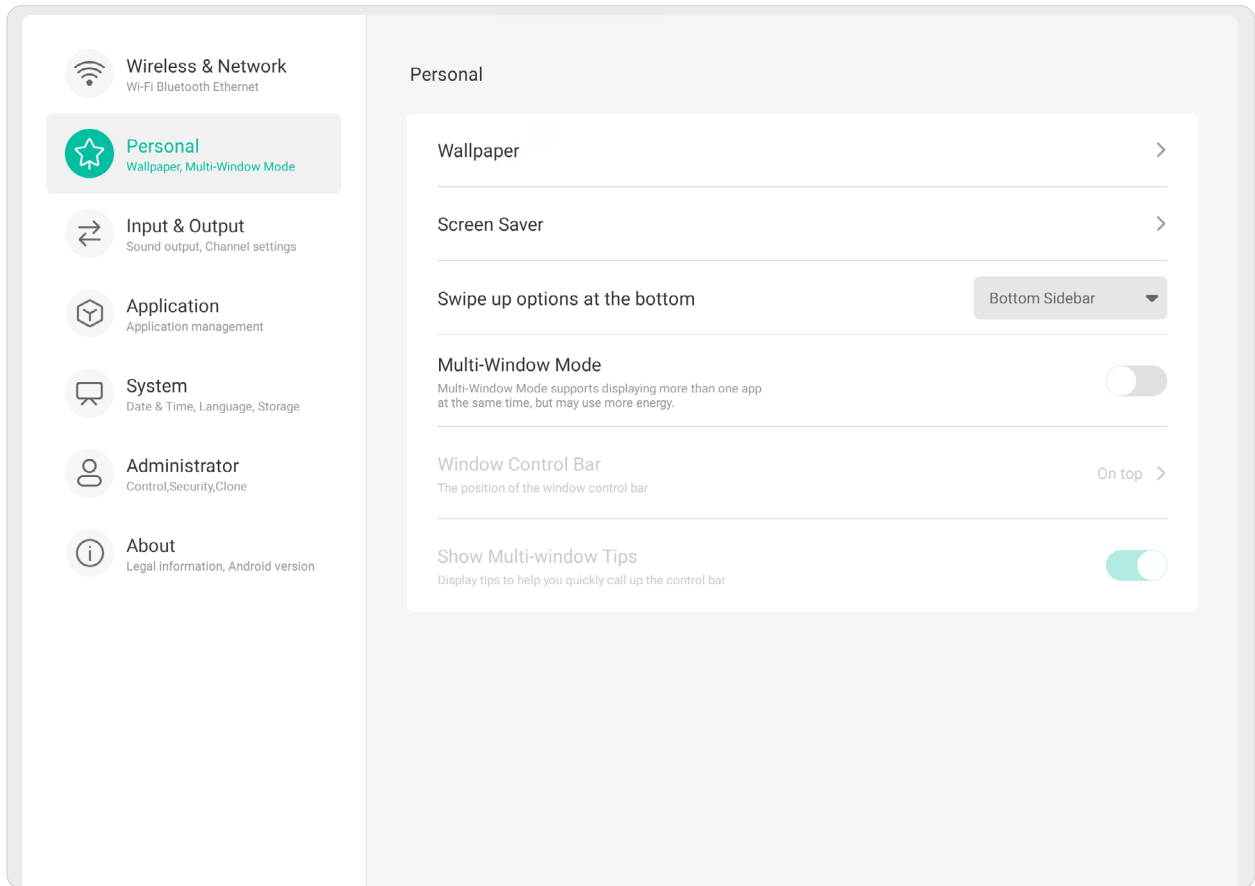 Wireless & Network
Wi-Fi Bluetooth Ethernet
Personal
Wallpaper, Multi-Window Mode
Input & Output
Sound output, Channel settings
Application
Application management
System
Date & Time, Language, Storage
Administrator
Control,Security,Clone
About
Legal information, Android version
Personal
Wallpaper
Screen Saver
Swipe up options at the bottom
Bottom Sidebar
Multi-Window Mode
Multi-Window Mode supports displaying more than one app
at the same time, but may use more energy.
Window Control Bar
The position of the window control bar
On top
Show Multi-window Tips
Display tips to help you quickly call up the control bar